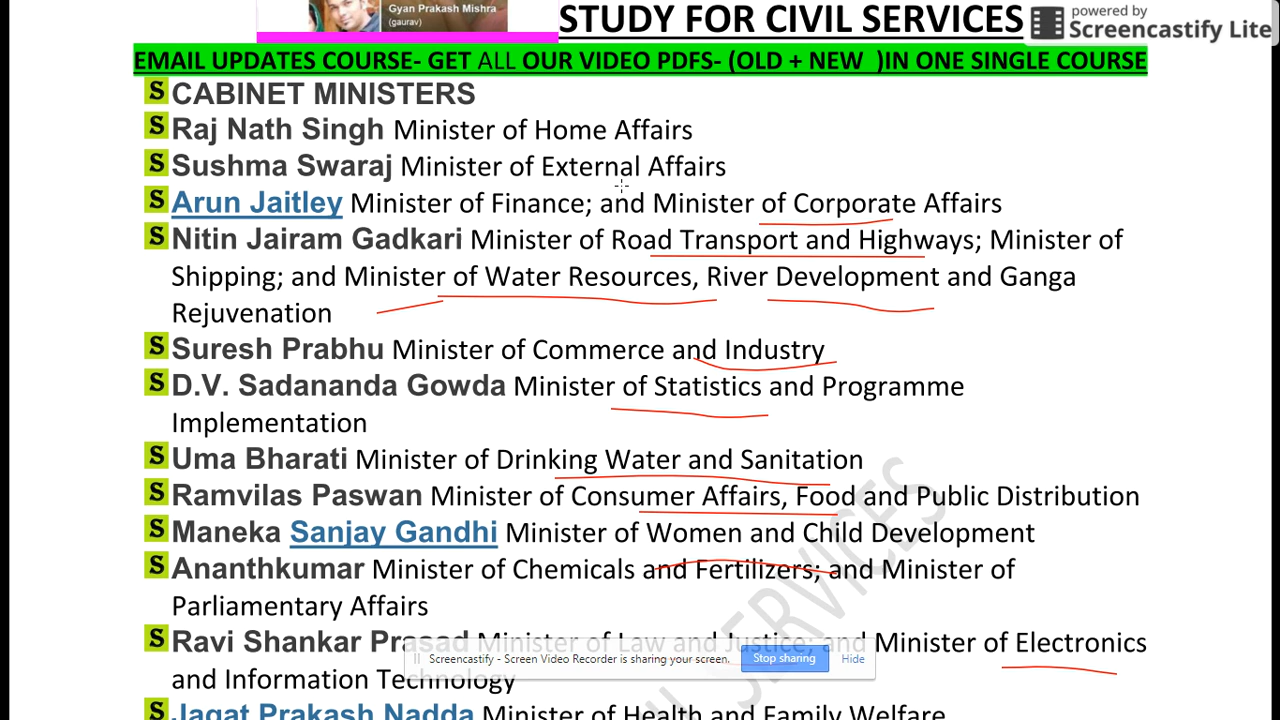 Gyan Prakash Mishra
(gaurav)
STUDY FOR CIVIL SERVICES
powered by
Screencastify Lite
EMAIL UPDATES COURSE- GET ALL OUR VIDEO PDFS- (OLD + NEW )IN ONE SINGLE COURSE
CABINET MINISTERS
Raj Nath Singh Minister of Home Affairs
Sushma Swaraj Minister of External Affairs
Arun Jaitley Minister of Finance; and Minister of Corporate Affairs
Nitin Jairam Gadkari Minister of Road Transport and Highways; Minister of
Shipping; and Minister of Water Resources, River Development and Ganga
Rejuvenation
Suresh Prabhu Minister of Commerce and Industry
D.V. Sadananda Gowda Minister of Statistics and Programme
Implementation
Uma Bharati Minister of Drinking Water and Sanitation
Ramvilas Paswan Minister of Consumer Affairs, Food and Public Distribution
Maneka Sanjay Gandhi Minister of Women and Child Development
Ananthkumar Minister of Chemicals and Fertilizers; and Minister of
Parliamentary Affairs
Ravi Shankar Prasad Minister of Law and Justice; and Minister of Electronics
Screencastify - Screen Video Recorder is sharing your screen. Stop sharing Hide
and Information Technology
Jagat Prakash Nadda Minister of Health and Family Welfare
SERVICES